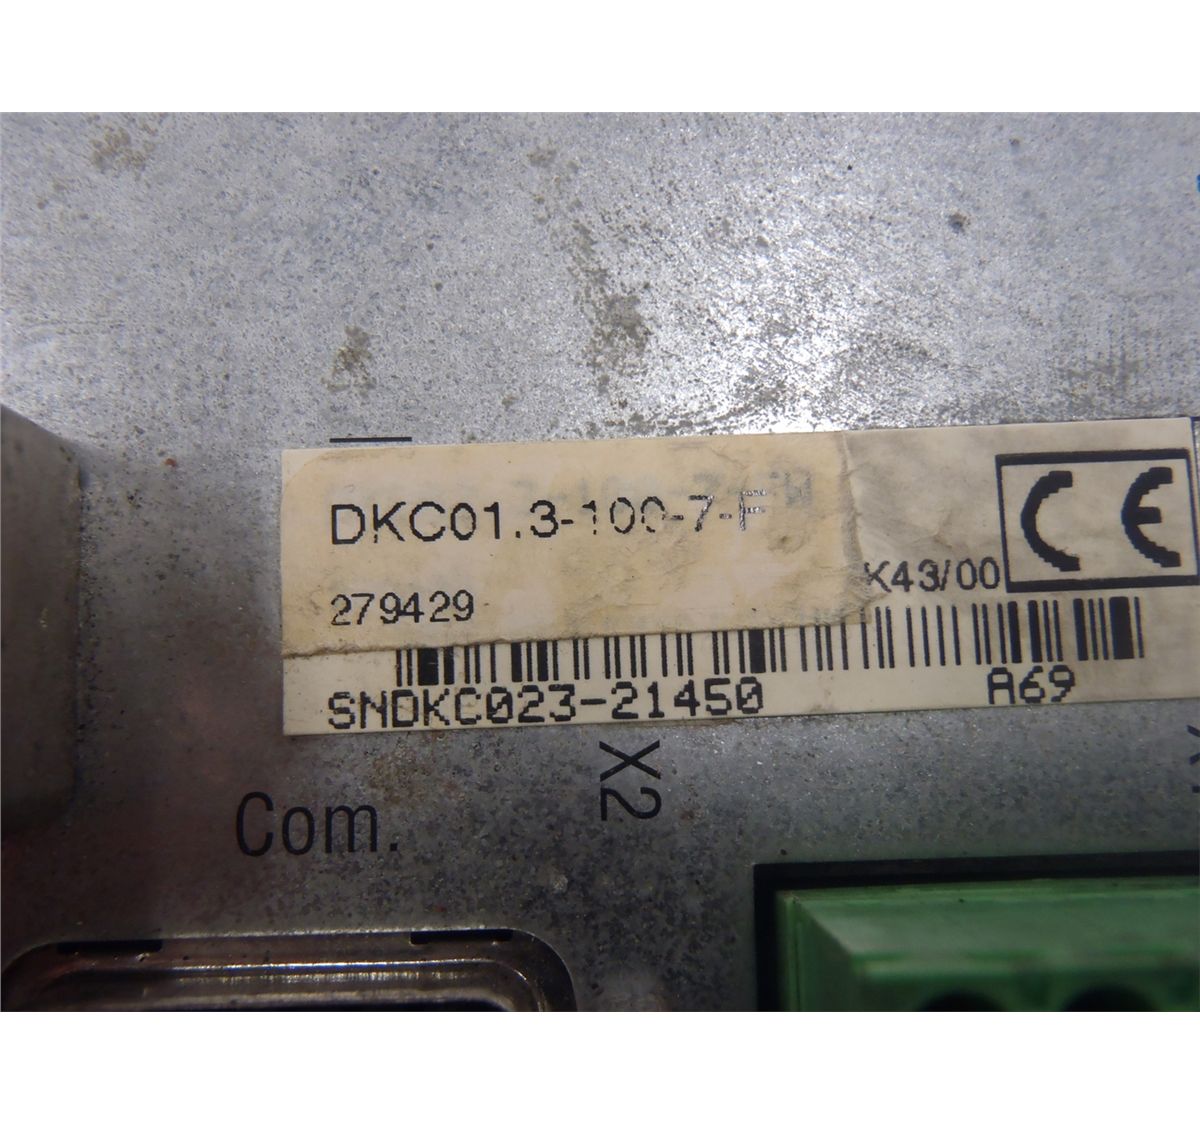 DKC01.3-100-7-F
279429
K43/00
CE
SNDKC023-21450
A69
X2
Com.